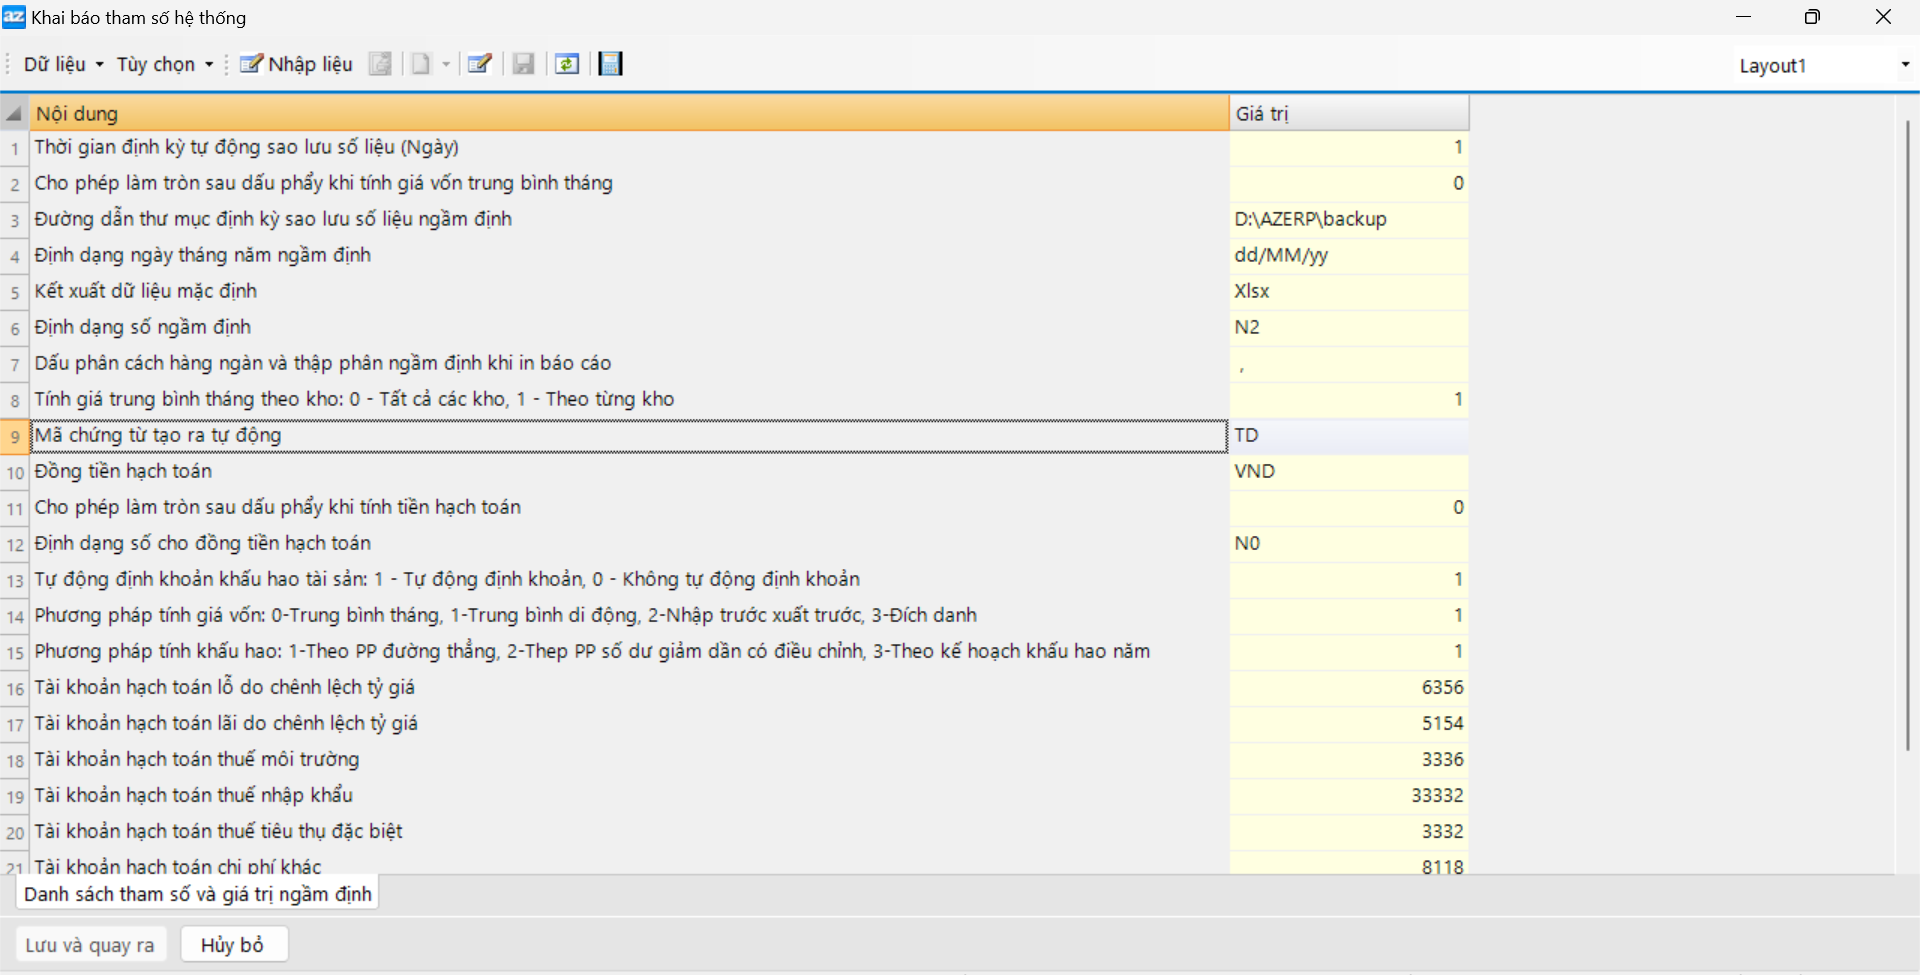 az Khai báo tham số hệ thống
Dữ liệu Tùy chọn Nhập liệu Layout1
Nội dung Giá trị
1 Thời gian định kỳ tự động sao lưu số liệu (Ngày) 1
2 Cho phép làm tròn sau dấu phẩy khi tính giá vốn trung bình tháng 0
3 Đường dẫn thư mục định kỳ sao lưu số liệu ngầm định D:\AZERP\backup
4 Định dạng ngày tháng năm ngầm định dd/MM/yy
5 Kết xuất dữ liệu mặc định Xlsx
6 Định dạng số ngầm định N2
7 Dấu phân cách hàng ngàn và thập phân ngầm định khi in báo cáo ,
8 Tính giá trung bình tháng theo kho: 0 - Tất cả các kho, 1 - Theo từng kho 1
9 Mã chứng từ tạo ra tự động TD
10 Đồng tiền hạch toán VND
11 Cho phép làm tròn sau dấu phẩy khi tính tiền hạch toán 0
12 Định dạng số cho đồng tiền hạch toán N0
13 Tự động định khoản khấu hao tài sản: 1 - Tự động định khoản, 0 - Không tự động định khoản 1
14 Phương pháp tính giá vốn: 0-Trung bình tháng, 1-Trung bình di động, 2-Nhập trước xuất trước, 3-Đích danh 1
15 Phương pháp tính khấu hao: 1-Theo PP đường thẳng, 2-Thep PP số dư giảm dần có điều chỉnh, 3-Theo kế hoạch khấu hao năm 1
16 Tài khoản hạch toán lỗ do chênh lệch tỷ giá 6356
17 Tài khoản hạch toán lãi do chênh lệch tỷ giá 5154
18 Tài khoản hạch toán thuế môi trường 3336
19 Tài khoản hạch toán thuế nhập khẩu 33332
20 Tài khoản hạch toán thuế tiêu thụ đặc biệt 3332
21 Tài khoản hạch toán chi phí khác 8118
Danh sách tham số và giá trị ngầm định
Lưu và quay ra Hủy bỏ